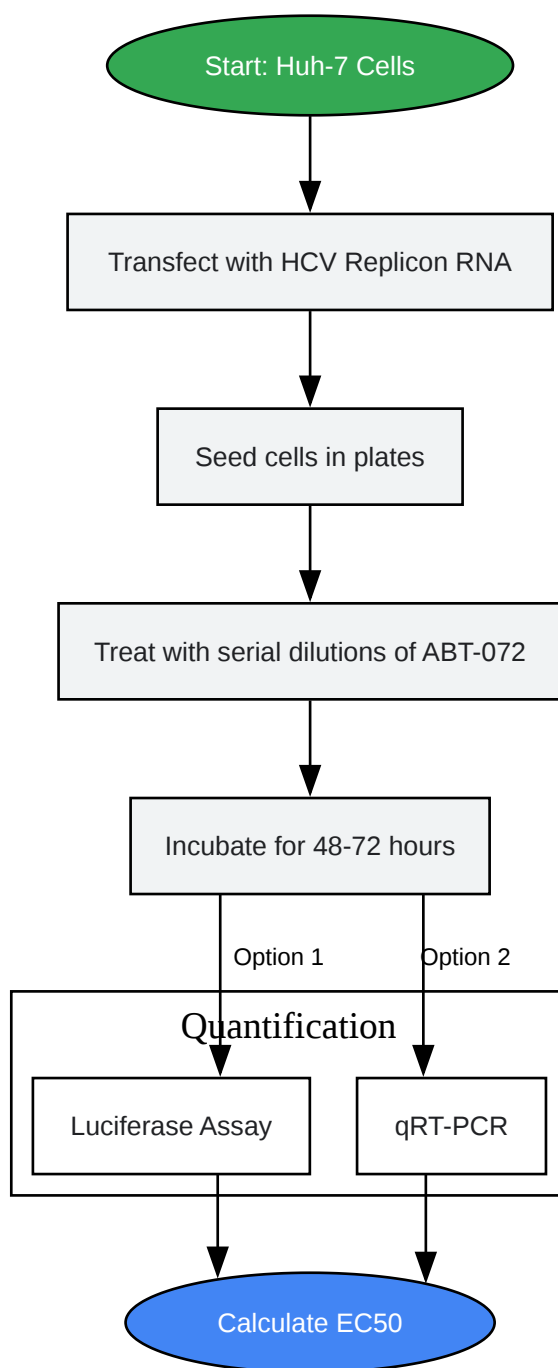 Start: Huh-7 Cells
Transfect with HCV Replicon RNA
Seed cells in plates
Treat with serial dilutions of ABT-072
Incubate for 48-72 hours
Option 1
Option 2
Quantification
Luciferase Assay
qRT-PCR
Calculate EC50